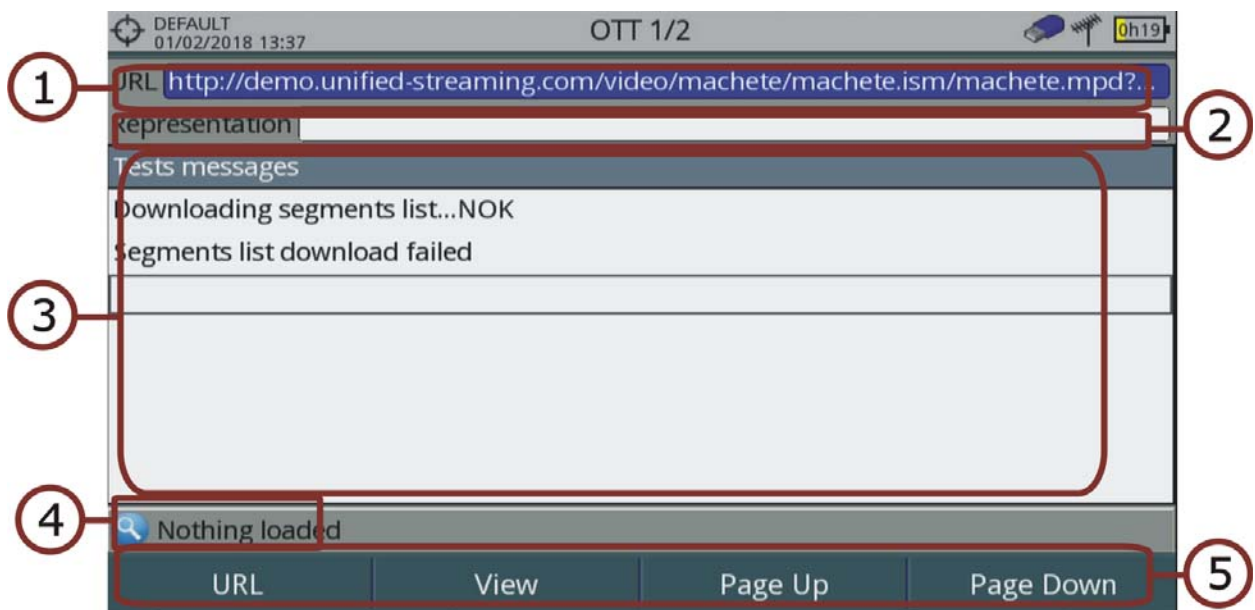 DEFAULT
01/02/2018 13:37
OTT 1/2
0h19
1
URL http://demo.unified-streaming.com/video/machete/machete.ism/machete.mpd?...
Representation
2
Tests messages
Downloading segments list...NOK
Segments list download failed
3
4
Nothing loaded
URL View Page Up Page Down
5